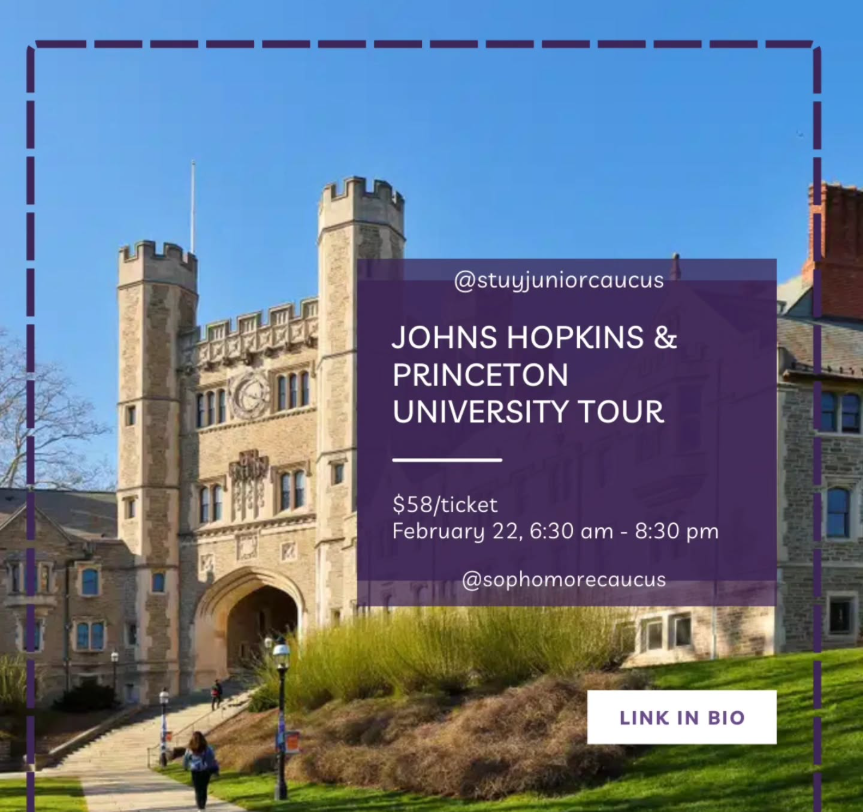 @stuyjuniorcaucus
JOHNS HOPKINS &
PRINCETON
UNIVERSITY TOUR
$58/ticket
February 22, 6:30 am - 8:30 pm
@sophomorecaucus
LINK IN BIO